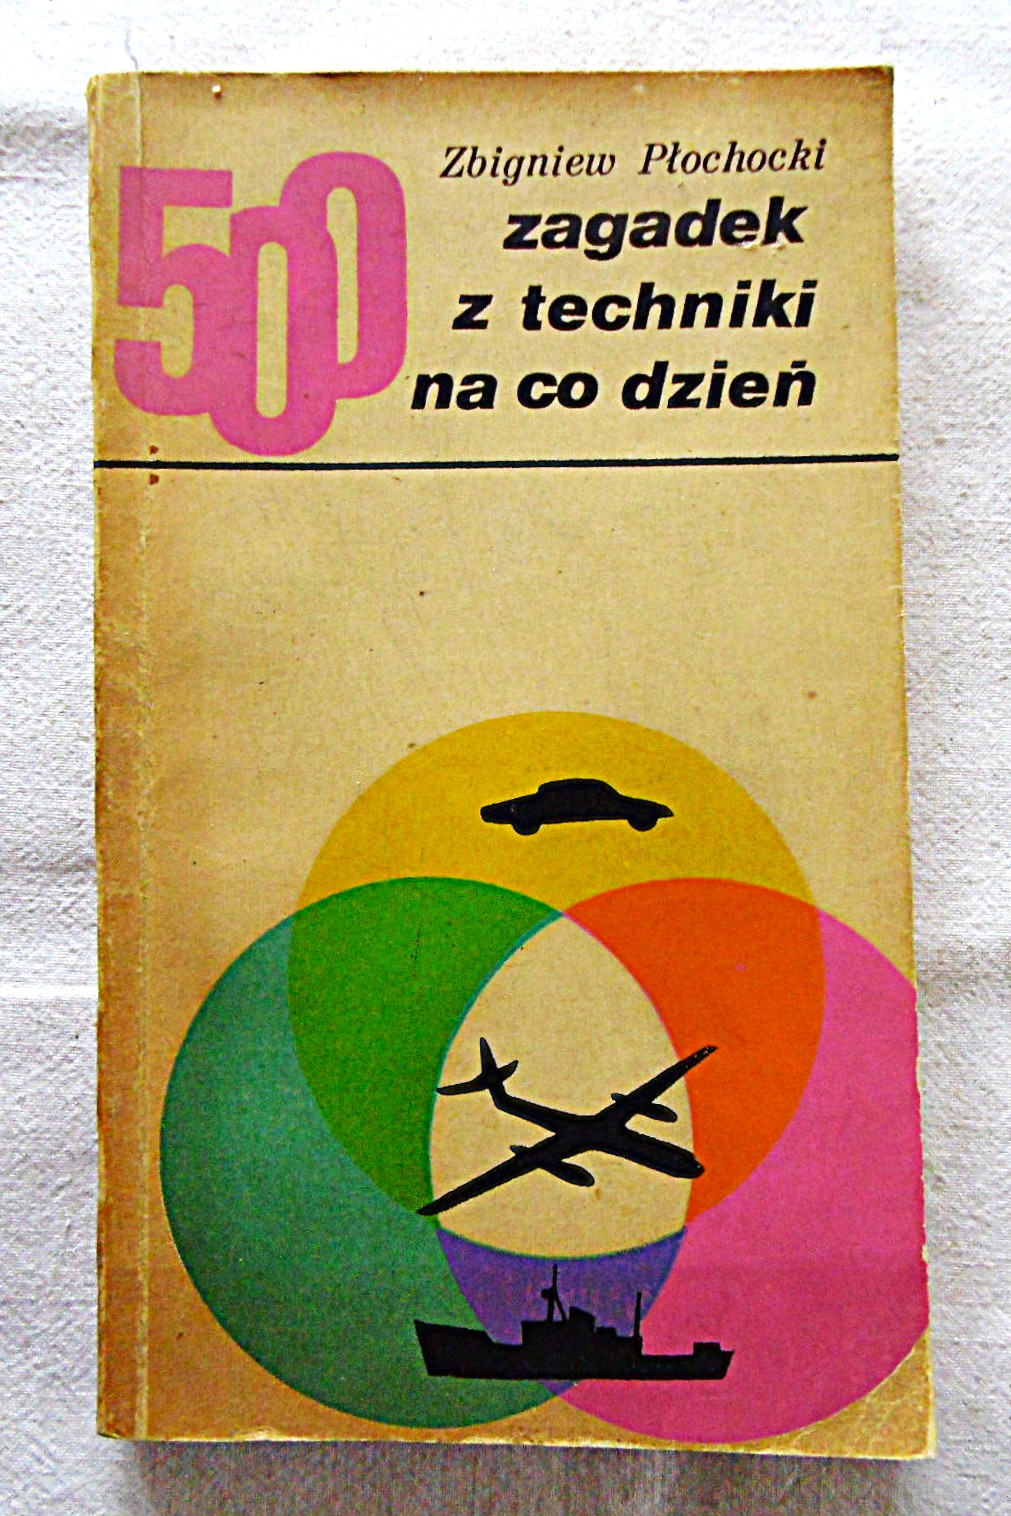 500
Zbigniew Płochocki
zagadek
z techniki
na co dzień